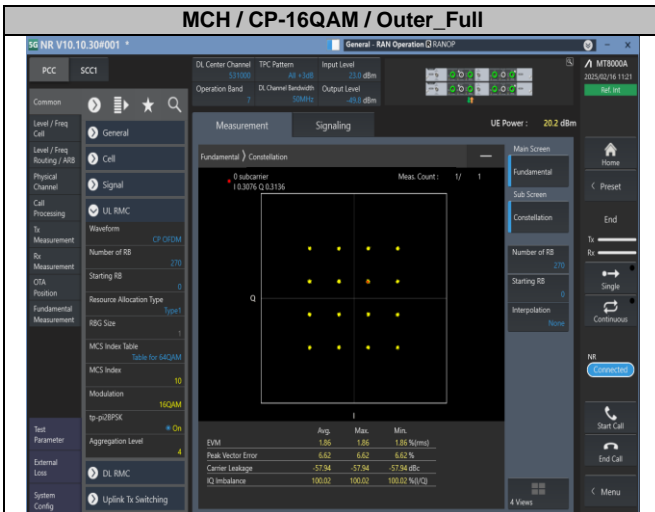 MCH / CP-16QAM / Outer_Full
5G NR V10.10.30#001 *
General - RAN Operation RANOP
PCC
SCC1
DL Center Channel
531000
TPC Pattern
All +3dB
Input Level
23.0 dBm
Operation Band
7
DL Channel Bandwidth
50MHz
Output Level
-49.8 dBm
MT8000A
2025/02/16 11:21
Ref. Int
Common
Level / Freq
Cell
Level / Freq
Routing / ARB
Physical
Channel
Call
Processing
Tx
Measurement
Rx
Measurement
OTA
Position
Fundamental
Measurement
Test
Parameter
External
Loss
System
Config
General
Cell
Signal
UL RMC
Waveform
CP OFDM
Number of RB
270
Starting RB
0
Resource Allocation Type
Type1
RBG Size
1
MCS Index Table
Table for 64QAM
MCS Index
10
Modulation
16QAM
tp-pi2BPSK
On
Aggregation Level
4
DL RMC
Uplink Tx Switching
Measurement
Signaling
UE Power : 20.2 dBm
Fundamental
Constellation
0 subcarrier
I 0.3076 Q 0.3136
Meas. Count : 1/ 1
Q
I
Avg. Max. Min.
EVM 1.86 1.86 1.86 %(rms)
Peak Vector Error 6.62 6.62 6.62 %
Carrier Leakage -57.94 -57.94 -57.94 dBc
IQ Imbalance 100.02 100.02 100.02 %(I/Q)
Main Screen
Fundamental
Sub Screen
Constellation
Number of RB
270
Starting RB
0
Interpolation
None
4 Views
Home
Preset
End
Tx
Rx
Single
Continuous
NR
Connected
Start Call
End Call
Menu